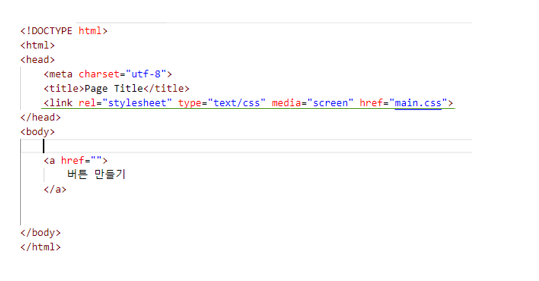 <!DOCTYPE html>
<html>
<head>
<meta charset="utf-8">
<title>Page Title</title>
<link rel="stylesheet" type="text/css" media="screen" href="main.css">
</head>
<body>
<a href="">
버튼 만들기
</a>
</body>
</html>